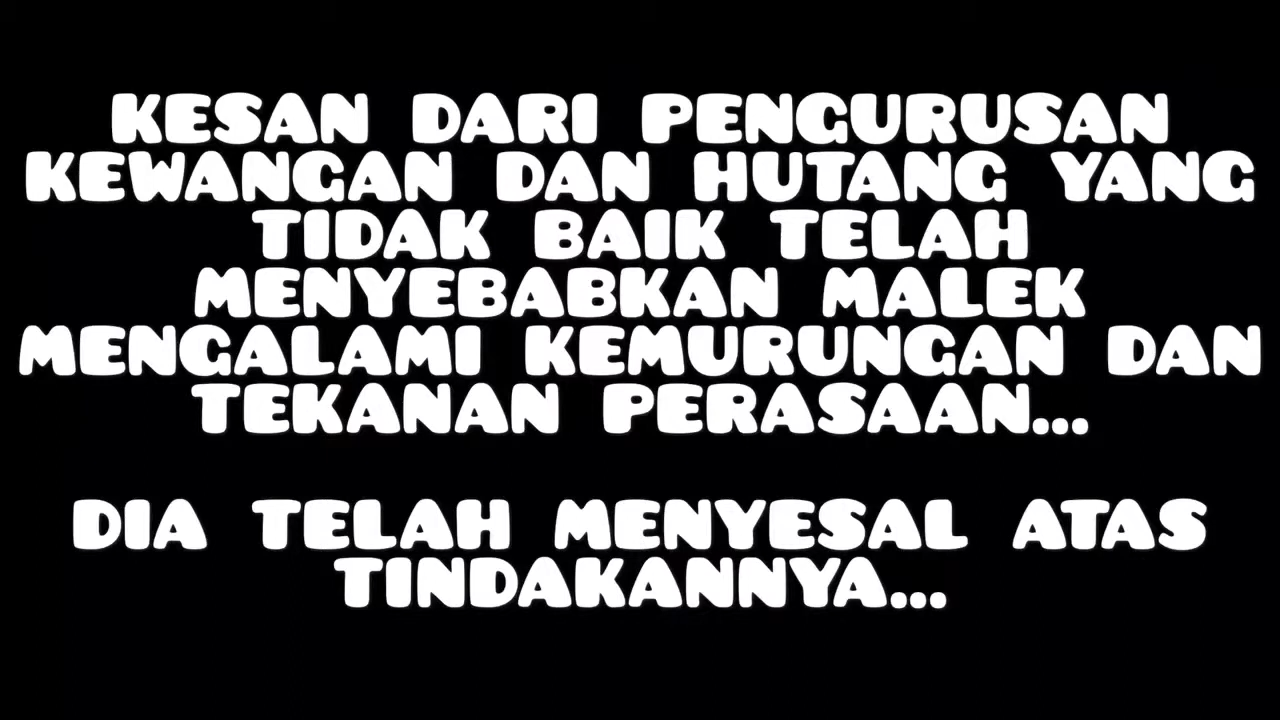 KESAN DARI PENGURUSAN
KEWANGAN DAN HUTANG YANG
TIDAK BAIK TELAH
MENYEBABKAN MALEK
MENGALAMI KEMURUNGAN DAN
TEKANAN PERASAAN...
DIA TELAH MENYESAL ATAS
TINDAKANNYA...